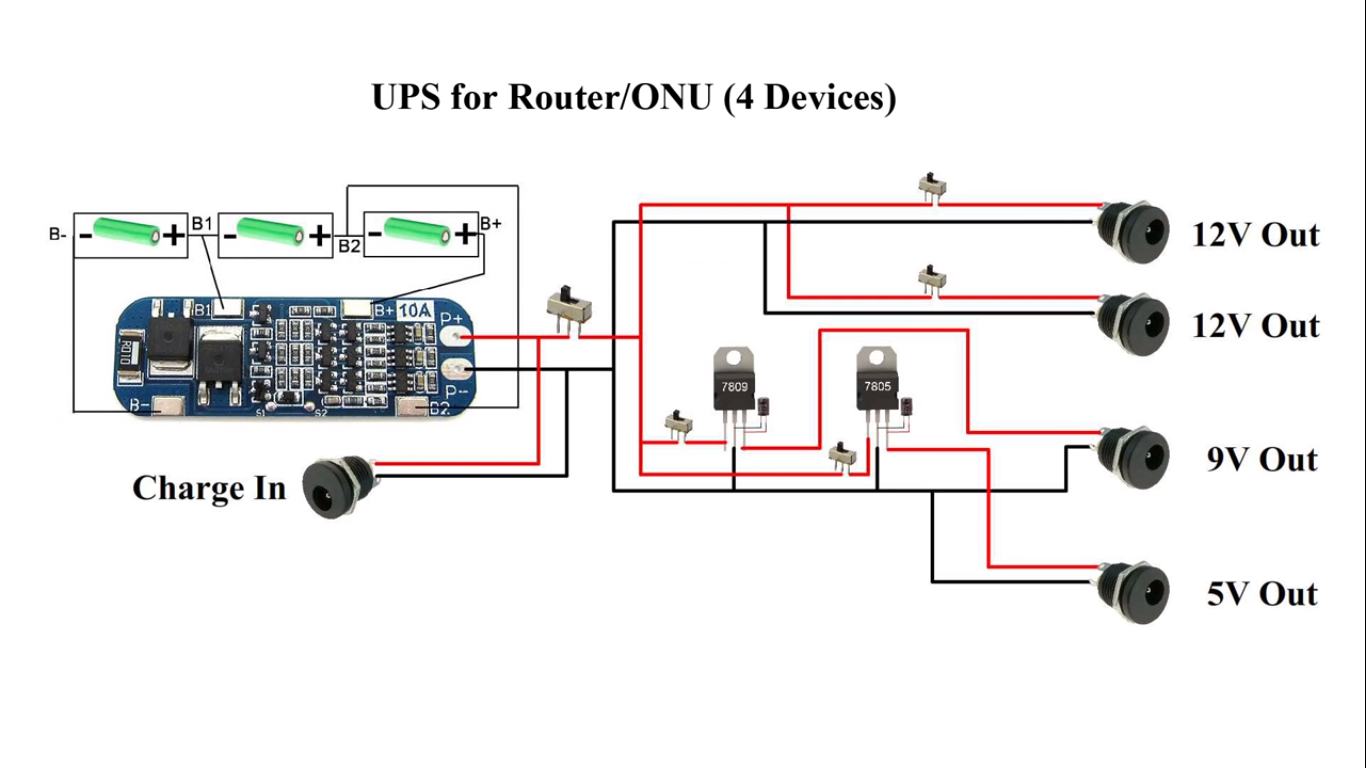 UPS for Router/ONU (4 Devices)
B-
-
+
B1
-
+
B2
-
+
B+
B1
B+
10A
P+
R010
P-
B-
S1
S2
B2
Charge In
7809
7805
12V Out
12V Out
9V Out
5V Out